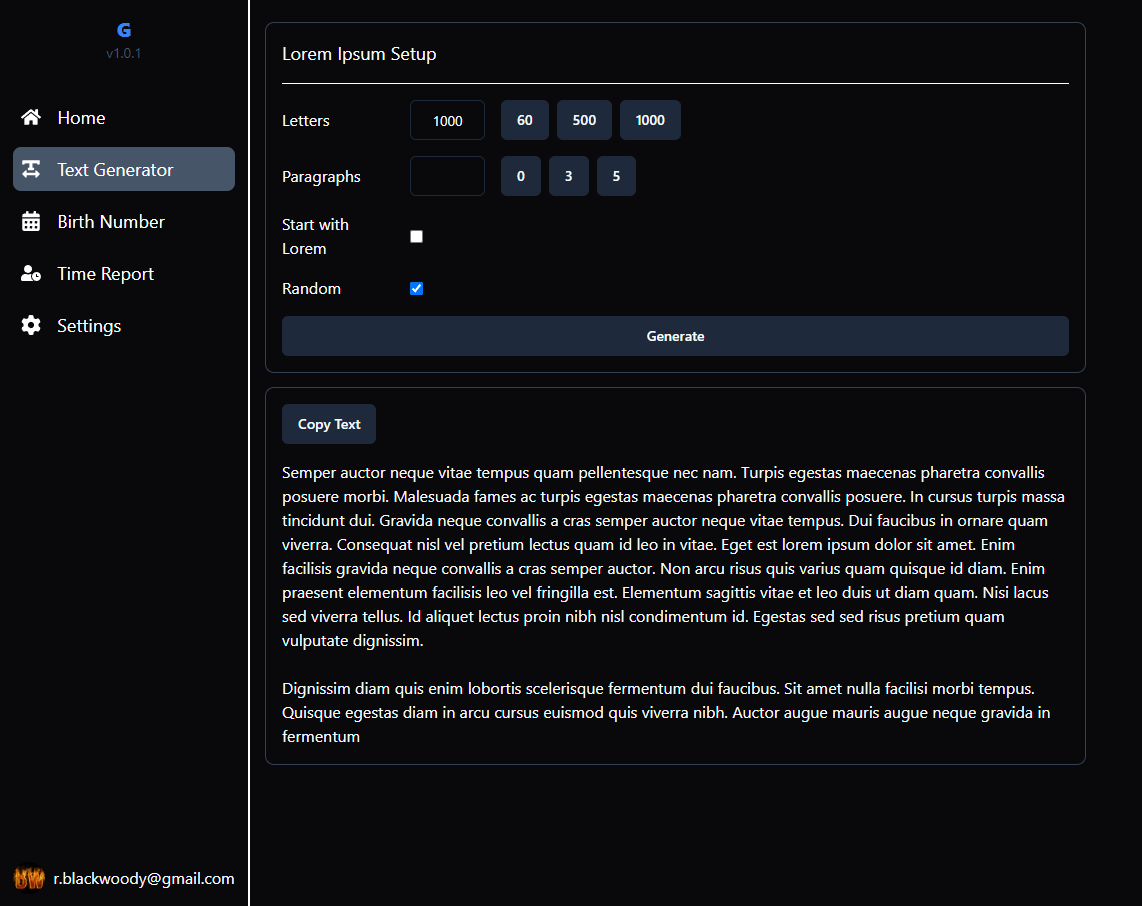 G
v1.0.1
Home
Text Generator
Birth Number
Time Report
Settings
r.blackwoody@gmail.com
Lorem Ipsum Setup
Letters 1000 60 500 1000
Paragraphs 0 3 5
Start with
Lorem
Random
Generate
Copy Text
Semper auctor neque vitae tempus quam pellentesque nec nam. Turpis egestas maecenas pharetra convallis
posuere morbi. Malesuada fames ac turpis egestas maecenas pharetra convallis posuere. In cursus turpis massa
tincidunt dui. Gravida neque convallis a cras semper auctor neque vitae tempus. Dui faucibus in ornare quam
viverra. Consequat nisl vel pretium lectus quam id leo in vitae. Eget est lorem ipsum dolor sit amet. Enim
facilisis gravida neque convallis a cras semper auctor. Non arcu risus quis varius quam quisque id diam. Enim
praesent elementum facilisis leo vel fringilla est. Elementum sagittis vitae et leo duis ut diam quam. Nisi lacus
sed viverra tellus. Id aliquet lectus proin nibh nisl condimentum id. Egestas sed sed risus pretium quam
vulputate dignissim.
Dignissim diam quis enim lobortis scelerisque fermentum dui faucibus. Sit amet nulla facilisi morbi tempus.
Quisque egestas diam in arcu cursus euismod quis viverra nibh. Auctor augue mauris augue neque gravida in
fermentum